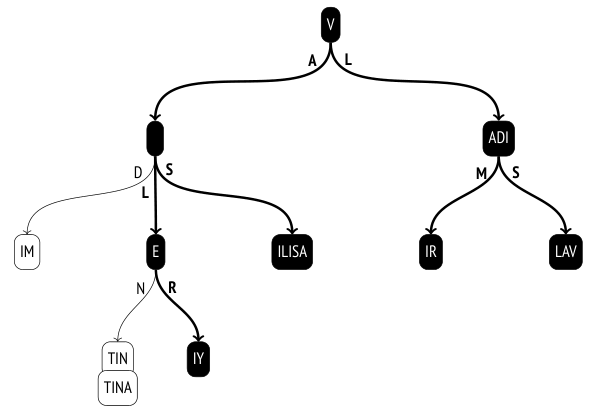 V
A L
ADI
D L S M S
IM E ILISA IR LAV
N R
TIN IY
TINA